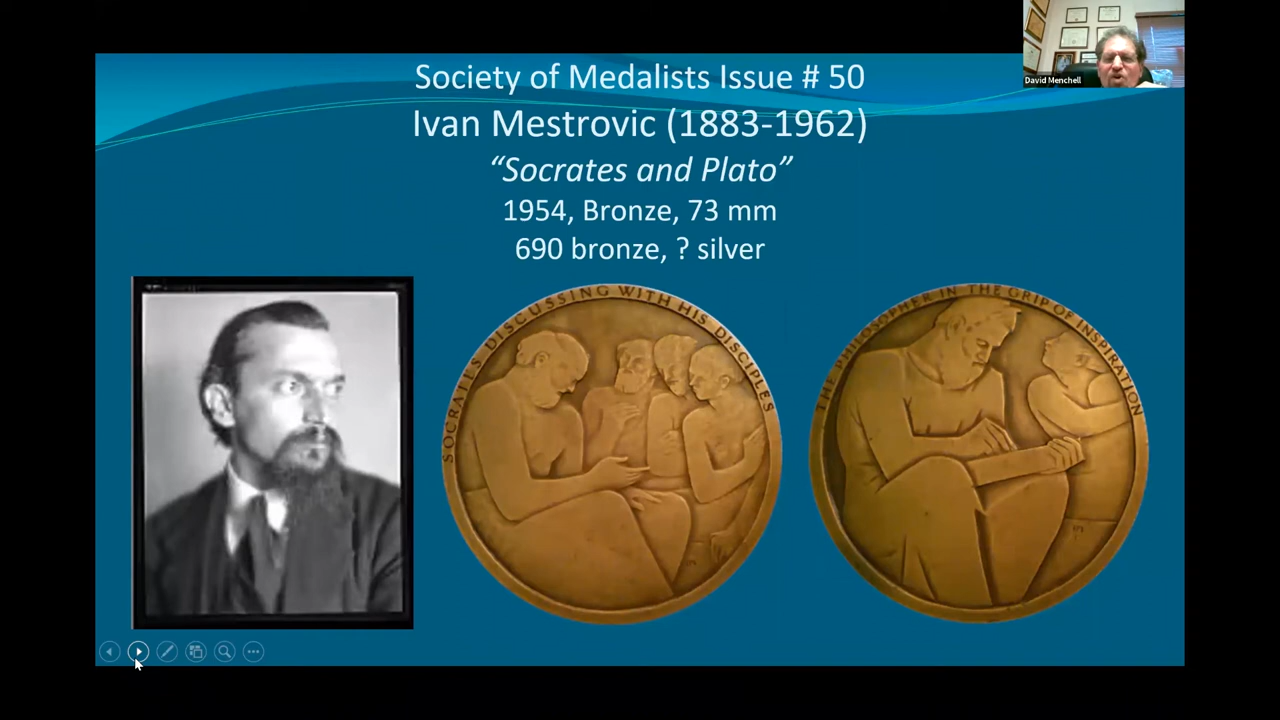 Society of Medalists Issue # 50
Ivan Mestrovic (1883-1962)
“Socrates and Plato”
1954, Bronze, 73 mm
690 bronze, ? silver
David Menchell
SOCRATES DISCUSSING WITH HIS DISCIPLES
THE PHILOSOPHER IN THE GRIP OF INSPIRATION